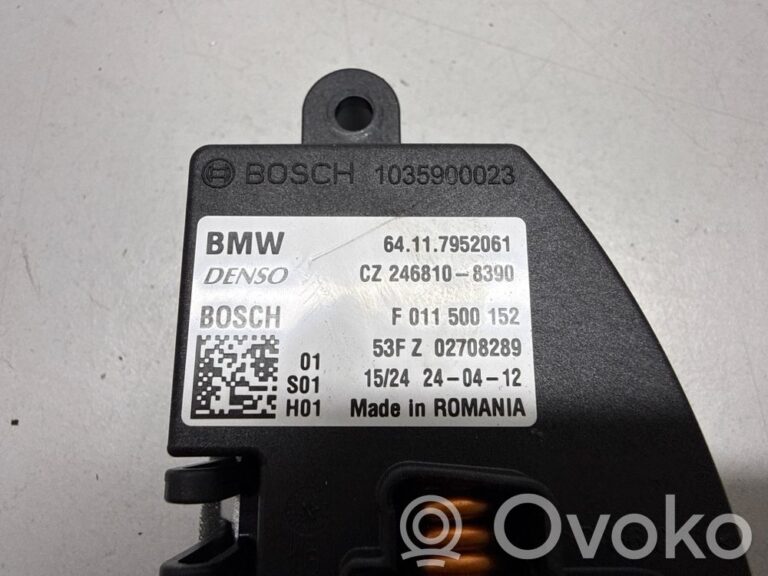 BOSCH 1035900023
BMW 64.11.7952061
DENSO CZ 246810-8390
BOSCH F 011 500 152
53F Z 02708289
01
S01 15/24 24-04-12
H01 Made in ROMANIA
Ovoko